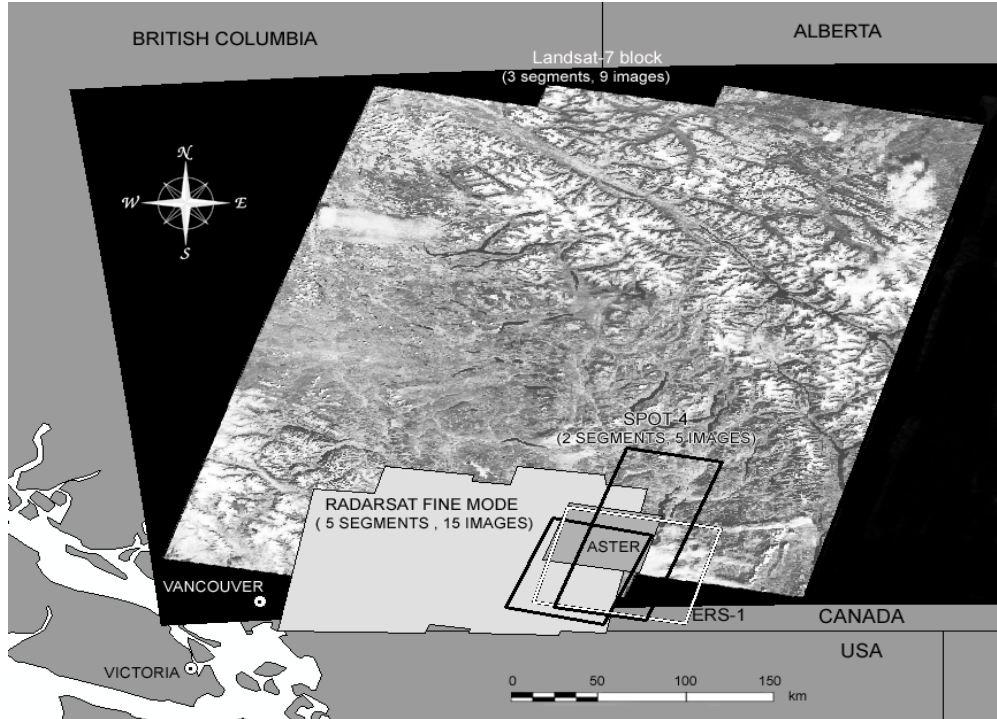 BRITISH COLUMBIA
ALBERTA
Landsat-7 block
(3 segments, 9 images)
N
W
E
S
SPOT-4
(2 SEGMENTS, 5 IMAGES)
RADARSAT FINE MODE
( 5 SEGMENTS , 15 IMAGES)
ASTER
VANCOUVER
ERS-1
CANADA
USA
VICTORIA
0 50 100 150
km